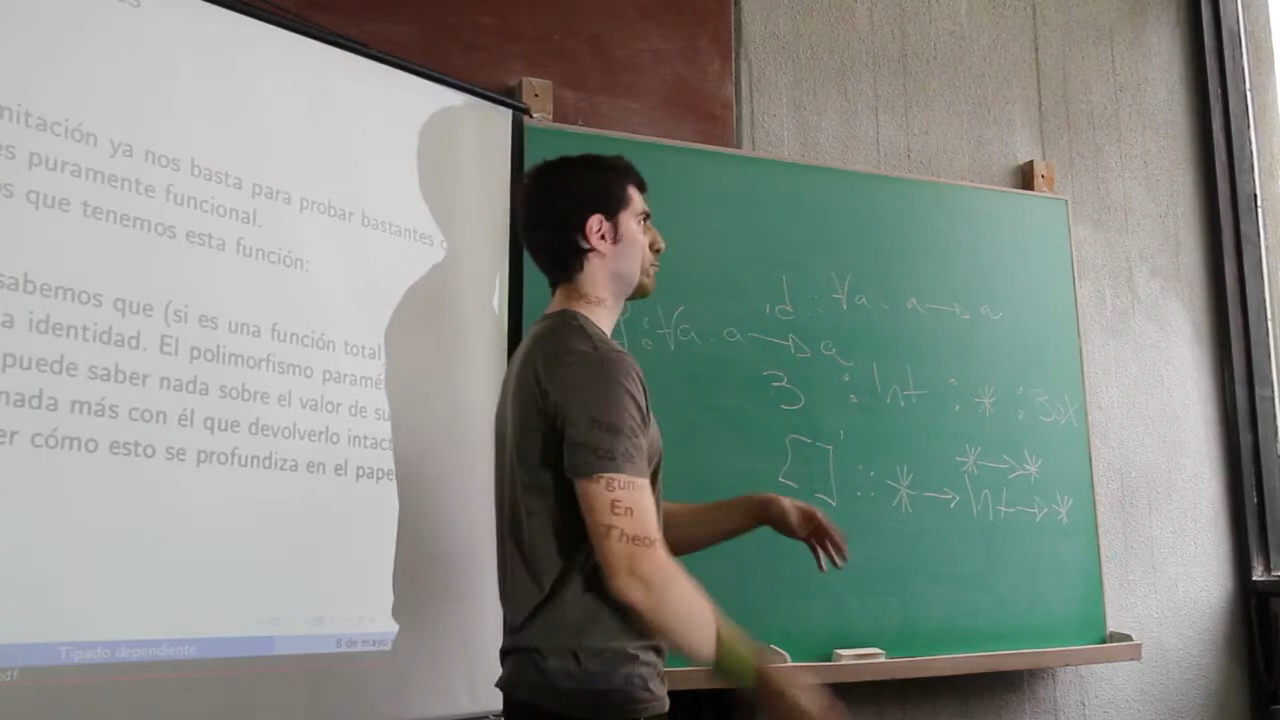 mitación ya nos basta para probar bastantes
es puramente funcional.
os que tenemos esta función:
sabemos que (si es una función total
a identidad. El polimorfismo paramé
puede saber nada sobre el valor de su
nada más con él que devolverlo intact
er cómo esto se profundiza en el pape
Tipado dependiente
8 de mayo
En
Theor
id :: ∀a. a → a
f : ∀a. a → a
3 : Int : * :
* → *
[]' :: * → Int → *